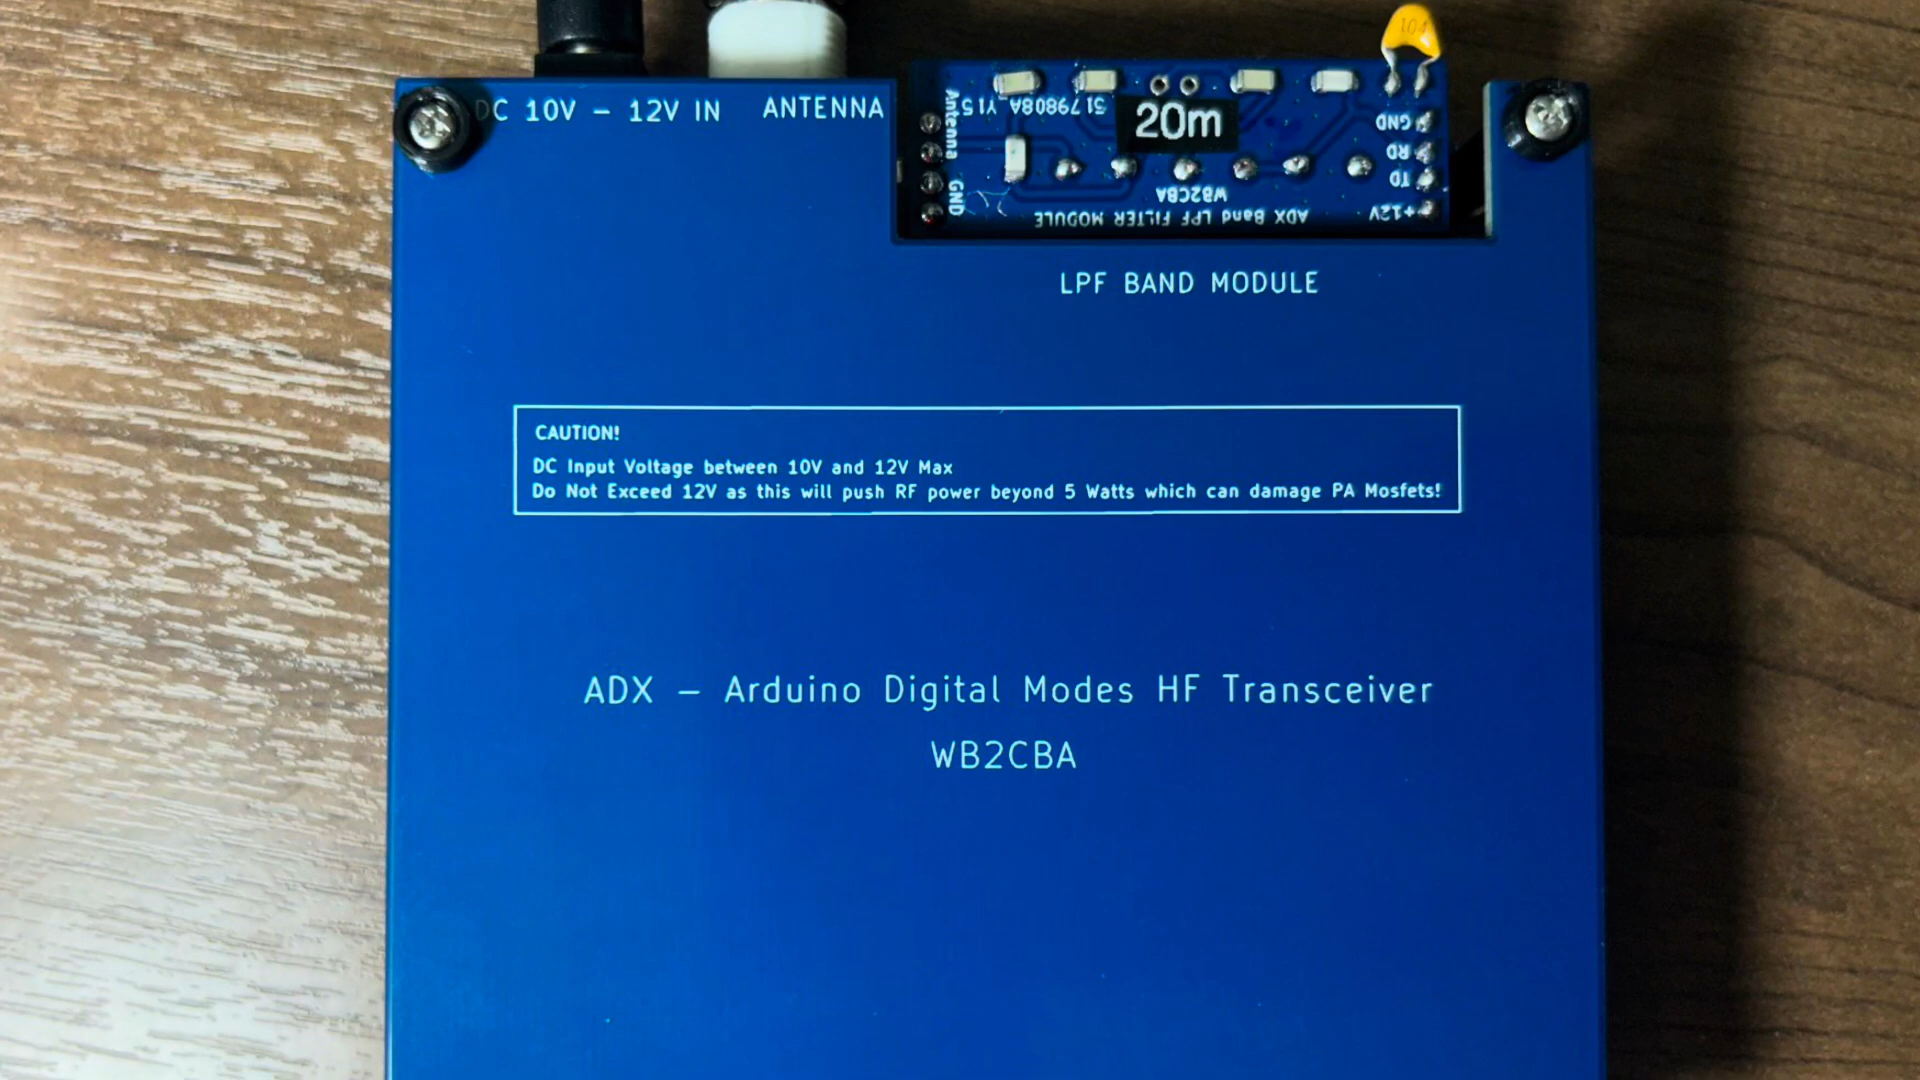 104
DC 10V - 12V IN
ANTENNA
Antenna
GND
5179808A_Y15
20m
GND
RD
TD
+12V
WB2CBA
ADX Band LPF FILTER MODULE
LPF BAND MODULE
CAUTION!
DC Input Voltage between 10V and 12V Max
Do Not Exceed 12V as this will push RF power beyond 5 Watts which can damage PA Mosfets!
ADX - Arduino Digital Modes HF Transceiver
WB2CBA